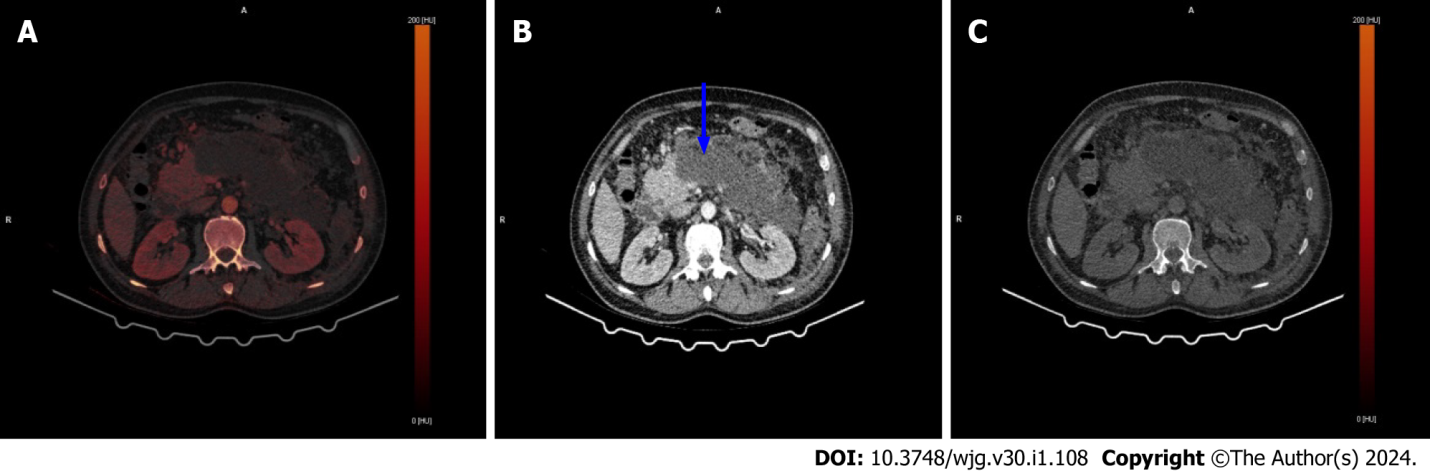 A
B
C
A
A
A
200 [HU]
200 [HU]
R
R
R
0 [HU]
0 [HU]
DOI: 10.3748/wjg.v30.i1.108 Copyright ©The Author(s) 2024.